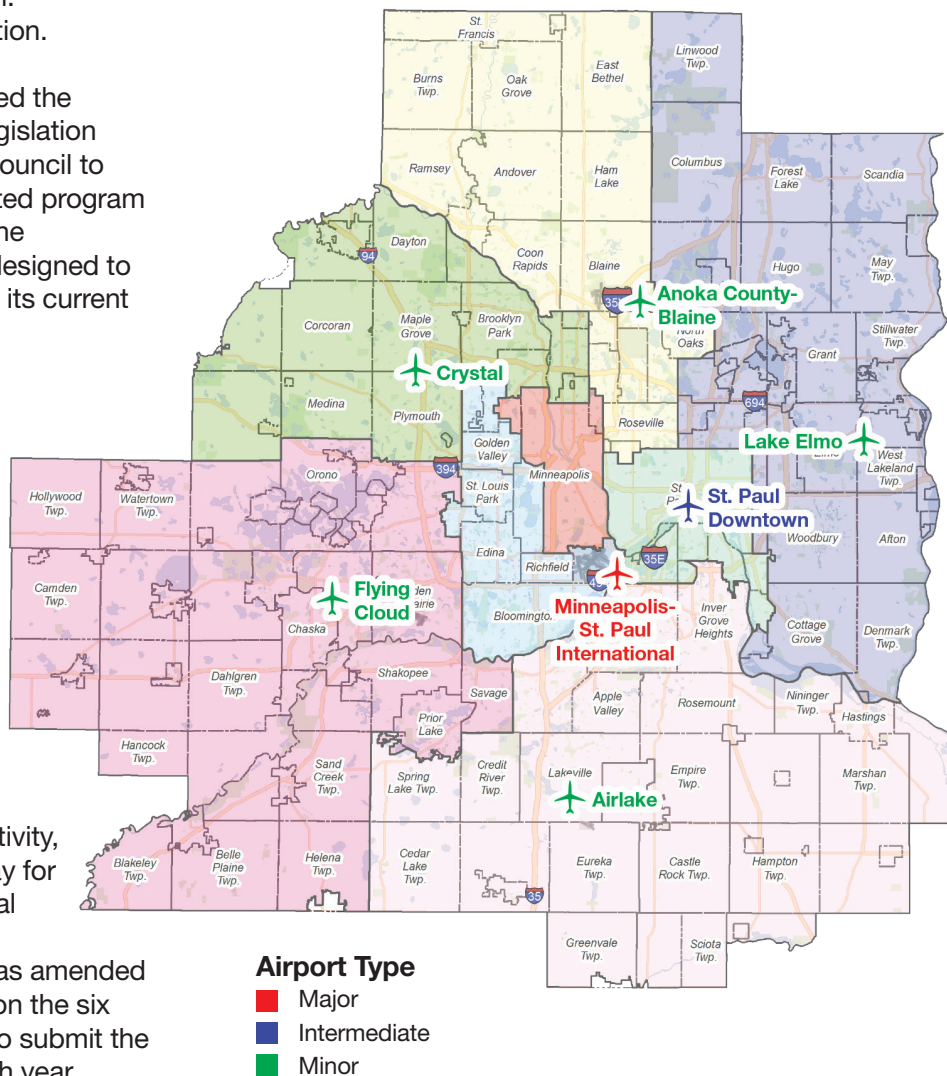 tion.
ed the
gislation
ouncil to
ted program
ne
designed to
its current
tivity,
ay for
al
as amended
on the six
o submit the
h year
St.
Francis
Linwood
Twp.
Burns
Twp.
Oak
Grove
East
Bethel
Ramsey
Andover
Ham
Lake
Columbus
Forest
Lake
Scandia
Dayton
94
Coon
Rapids
Blaine
Hugo
May
Twp.
Anoka County-
Blaine
Corcoran
Maple
Grove
Brooklyn
Park
North
Oaks
Grant
Stillwater
Twp.
Crystal
Medina
Plymouth
Roseville
694
Lake Elmo
West
Lakeland
Twp.
Golden
Valley
Minneapolis
394
Orono
Hollywood
Twp.
Watertown
Twp.
St. Louis
Park
St. Paul
Downtown
Woodbury
Afton
Edina
Richfield
35E
Camden
Twp.
Flying
Cloud
Chaska
Minneapolis-
St. Paul
International
Inver
Grove
Heights
Cottage
Grove
Denmark
Twp.
Dahlgren
Twp.
Shakopee
Savage
Prior
Lake
Apple
Valley
Rosemount
Nininger
Twp.
Hastings
Hancock
Twp.
Sand
Creek
Twp.
Spring
Lake Twp.
Credit
River
Twp.
Lakeville
Empire
Twp.
Marshan
Twp.
Airlake
Blakeley
Twp.
Belle
Plaine
Twp.
Helena
Twp.
Cedar
Lake
Twp.
35
Eureka
Twp.
Castle
Rock Twp.
Hampton
Twp.
Greenvale
Twp.
Sciota
Twp.
Airport Type
Major
Intermediate
Minor